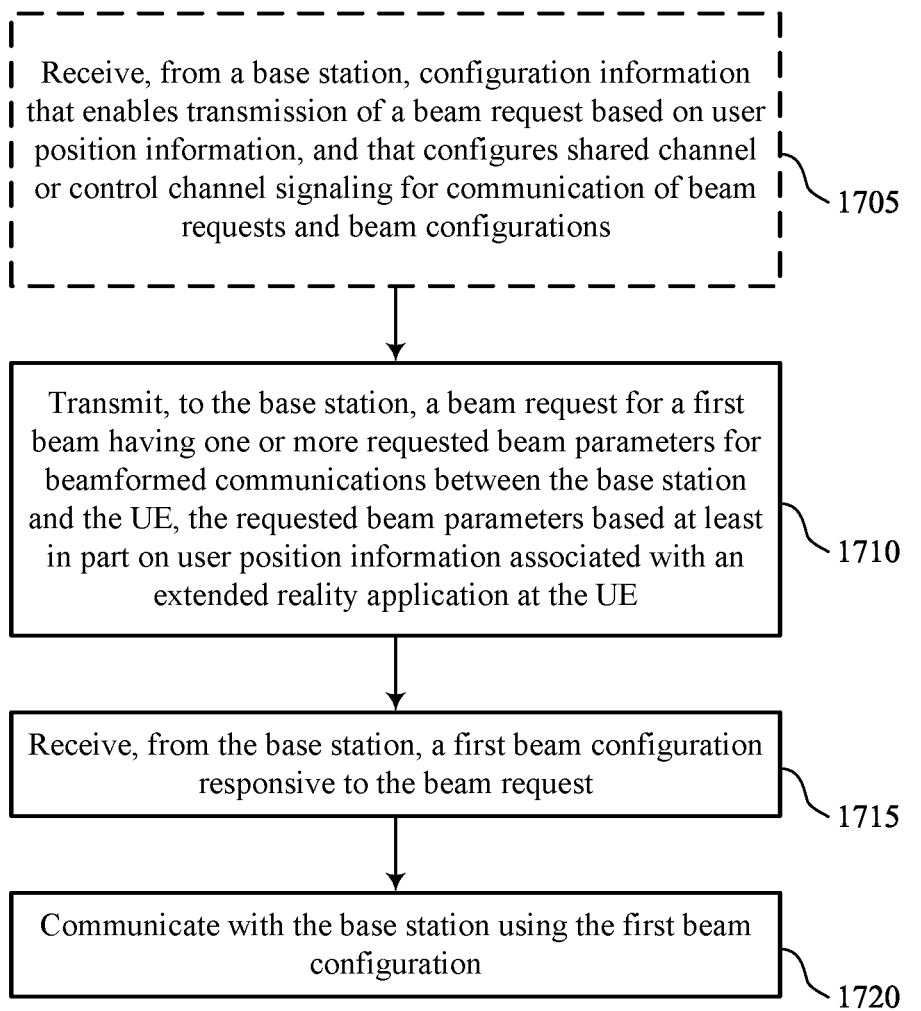 Receive, from a base station, configuration information
that enables transmission of a beam request based on user
position information, and that configures shared channel
or control channel signaling for communication of beam
requests and beam configurations
1705
Transmit, to the base station, a beam request for a first
beam having one or more requested beam parameters for
beamformed communications between the base station
and the UE, the requested beam parameters based at least
in part on user position information associated with an
extended reality application at the UE
1710
Receive, from the base station, a first beam configuration
responsive to the beam request
1715
Communicate with the base station using the first beam
configuration
1720